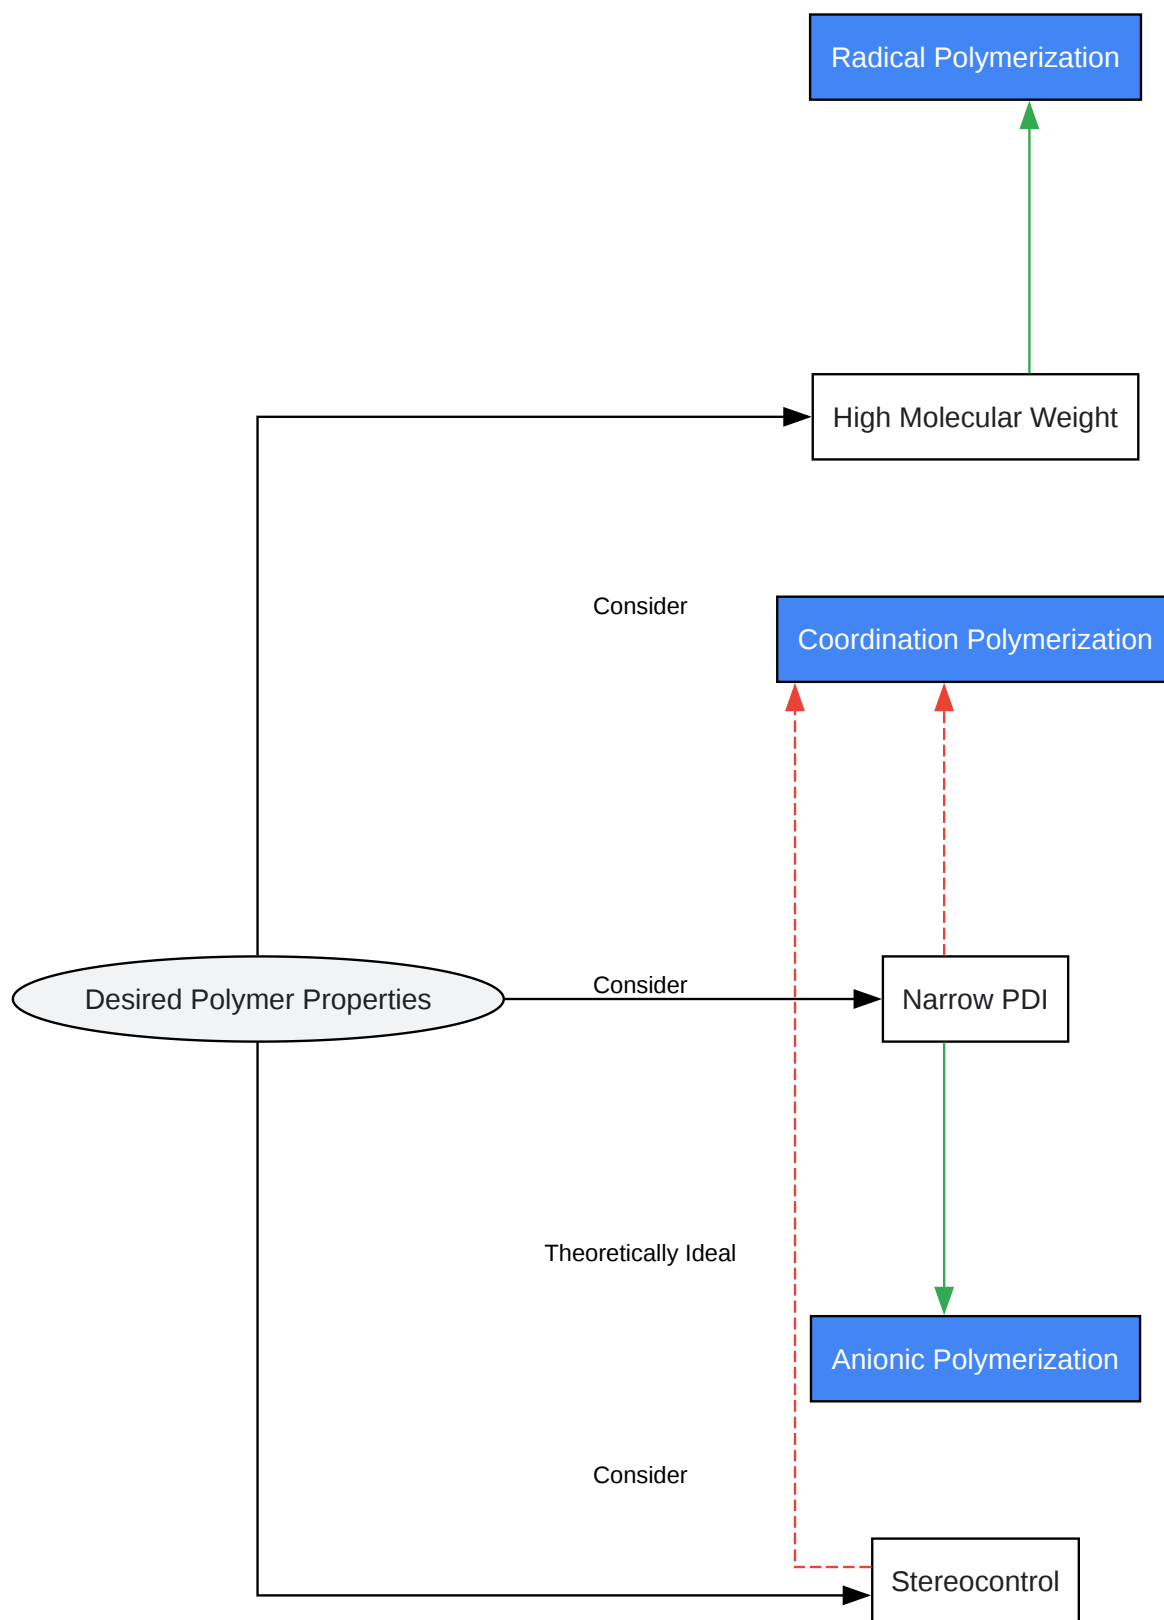 Radical Polymerization
High Molecular Weight
Consider
Coordination Polymerization
Consider
Desired Polymer Properties
Narrow PDI
Theoretically Ideal
Anionic Polymerization
Consider
Stereocontrol